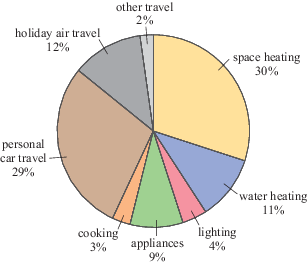 other travel
2%
holiday air travel
12%
space heating
30%
personal
car travel
29%
water heating
11%
cooking
3%
appliances
9%
lighting
4%